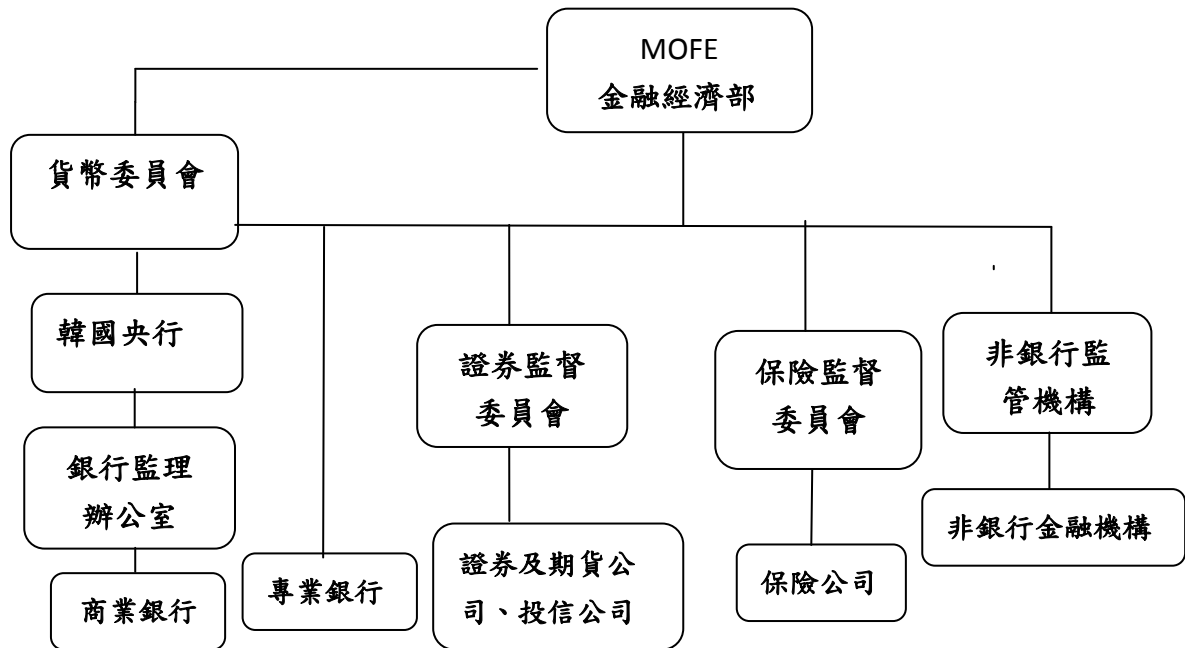 MOFE
金融經濟部
貨幣委員會
韓國央行
證券監督
委員會
保險監督
委員會
非銀行監
管機構
銀行監理
辦公室
非銀行金融機構
商業銀行
專業銀行
證券及期貨公
司、投信公司
保險公司